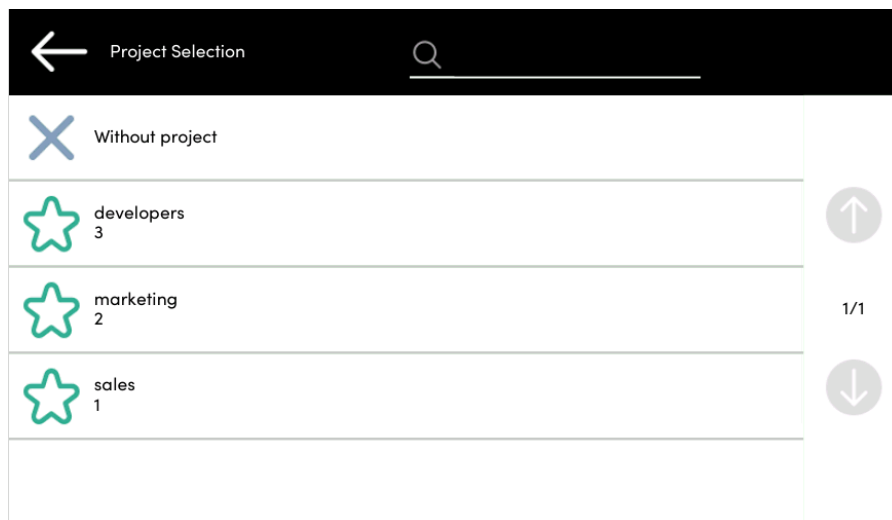 Project Selection
Without project
developers
3
marketing
2
1/1
sales
1